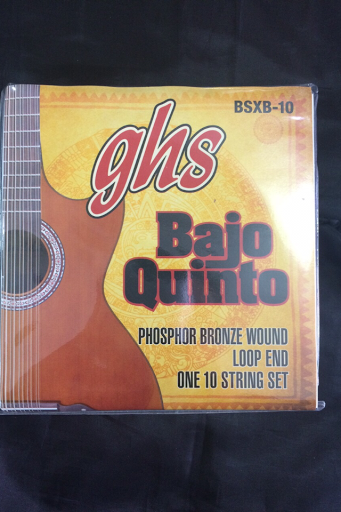 BSXB-10
ghs
Bajo
Quinto
PHOSPHOR BRONZE WOUND
LOOP END
ONE 10 STRING SET